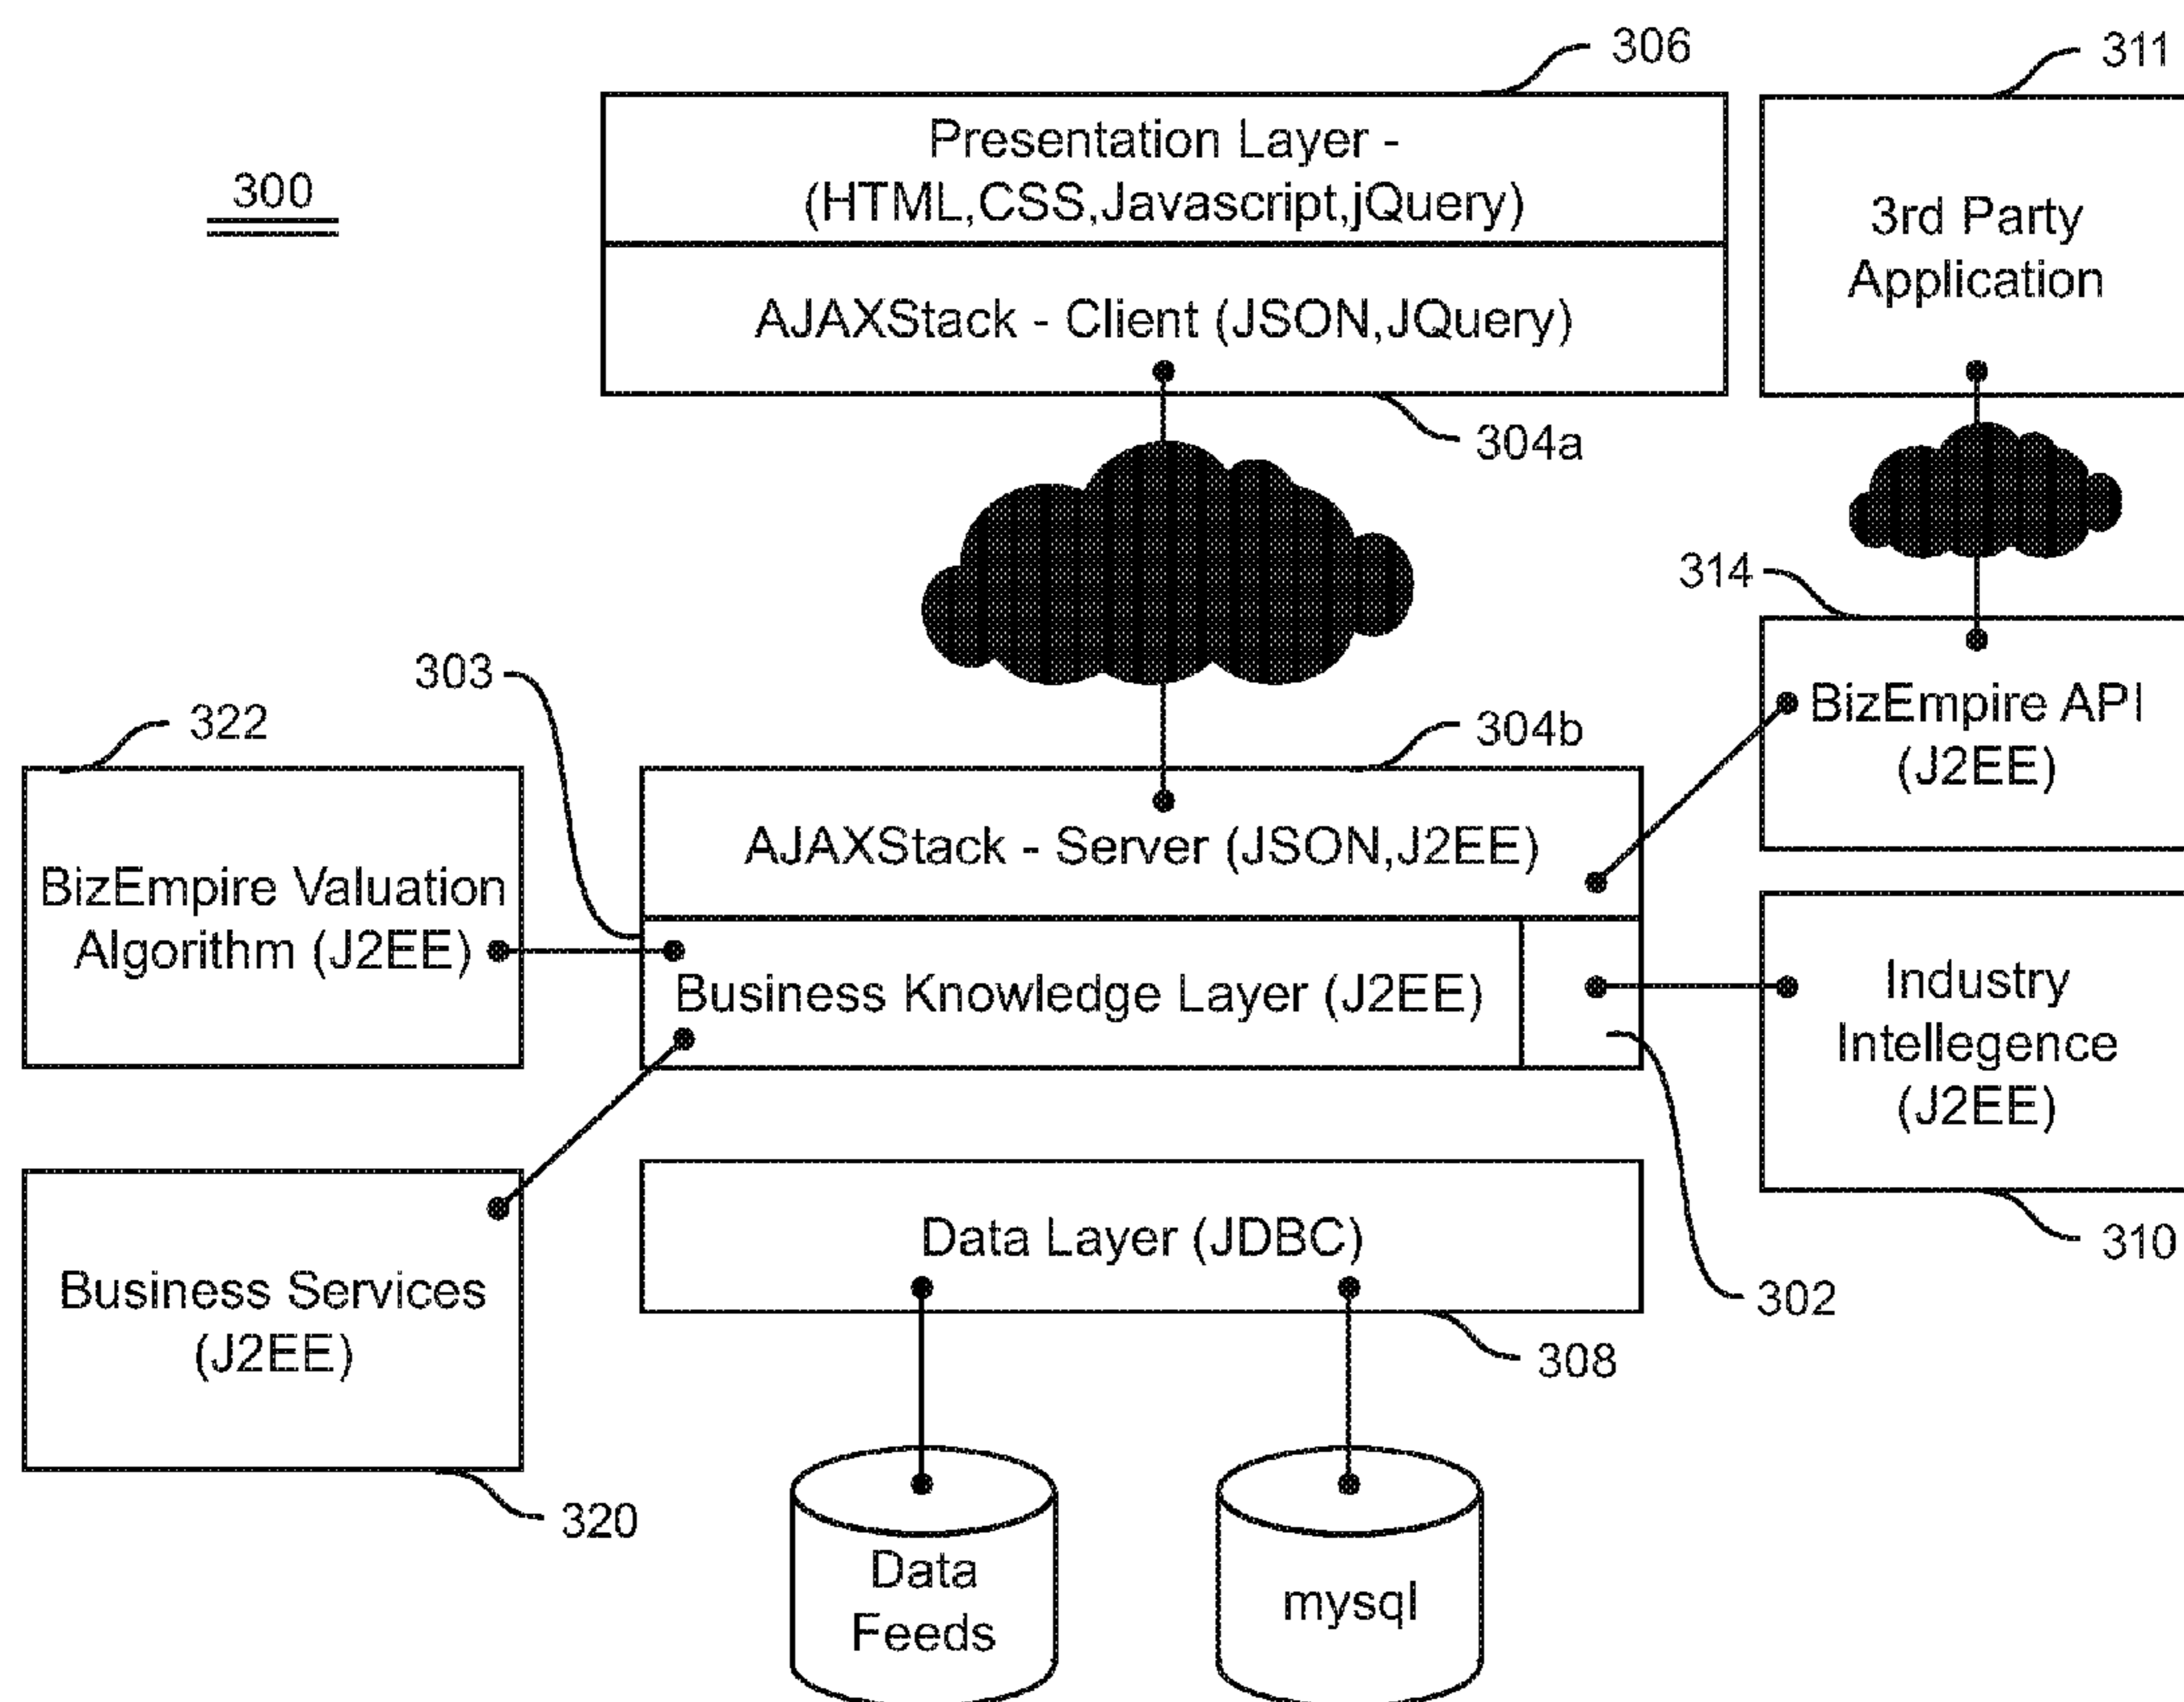 306
311
300
Presentation Layer -
(HTML,CSS,Javascript,jQuery)
3rd Party
Application
AJAXStack - Client (JSON,JQuery)
304a
314
303
322
304b
BizEmpire API
(J2EE)
AJAXStack - Server (JSON,J2EE)
BizEmpire Valuation
Algorithm (J2EE)
Business Knowledge Layer (J2EE)
Industry
Intellegence
(J2EE)
310
302
Data Layer (JDBC)
308
Business Services
(J2EE)
320
Data
Feeds
mysql